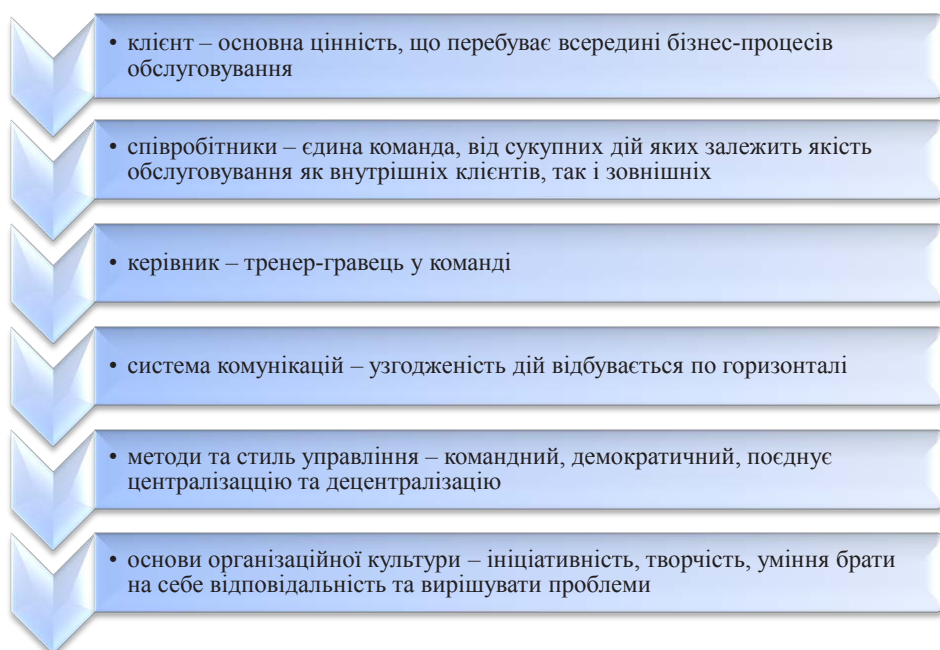 • клієнт – основна цінність, що перебуває всередині бізнес-процесів
обслуговування
• співробітники – єдина команда, від сукупних дій яких залежить якість
обслуговування як внутрішніх клієнтів, так і зовнішніх
• керівник – тренер-гравець у команді
• система комунікацій – узгодженість дій відбувається по горизонталі
• методи та стиль управління – командний, демократичний, поєднує
централізаццію та децентралізацію
• основи організаційної культури – ініціативність, творчість, уміння брати
на себе відповідальність та вирішувати проблеми